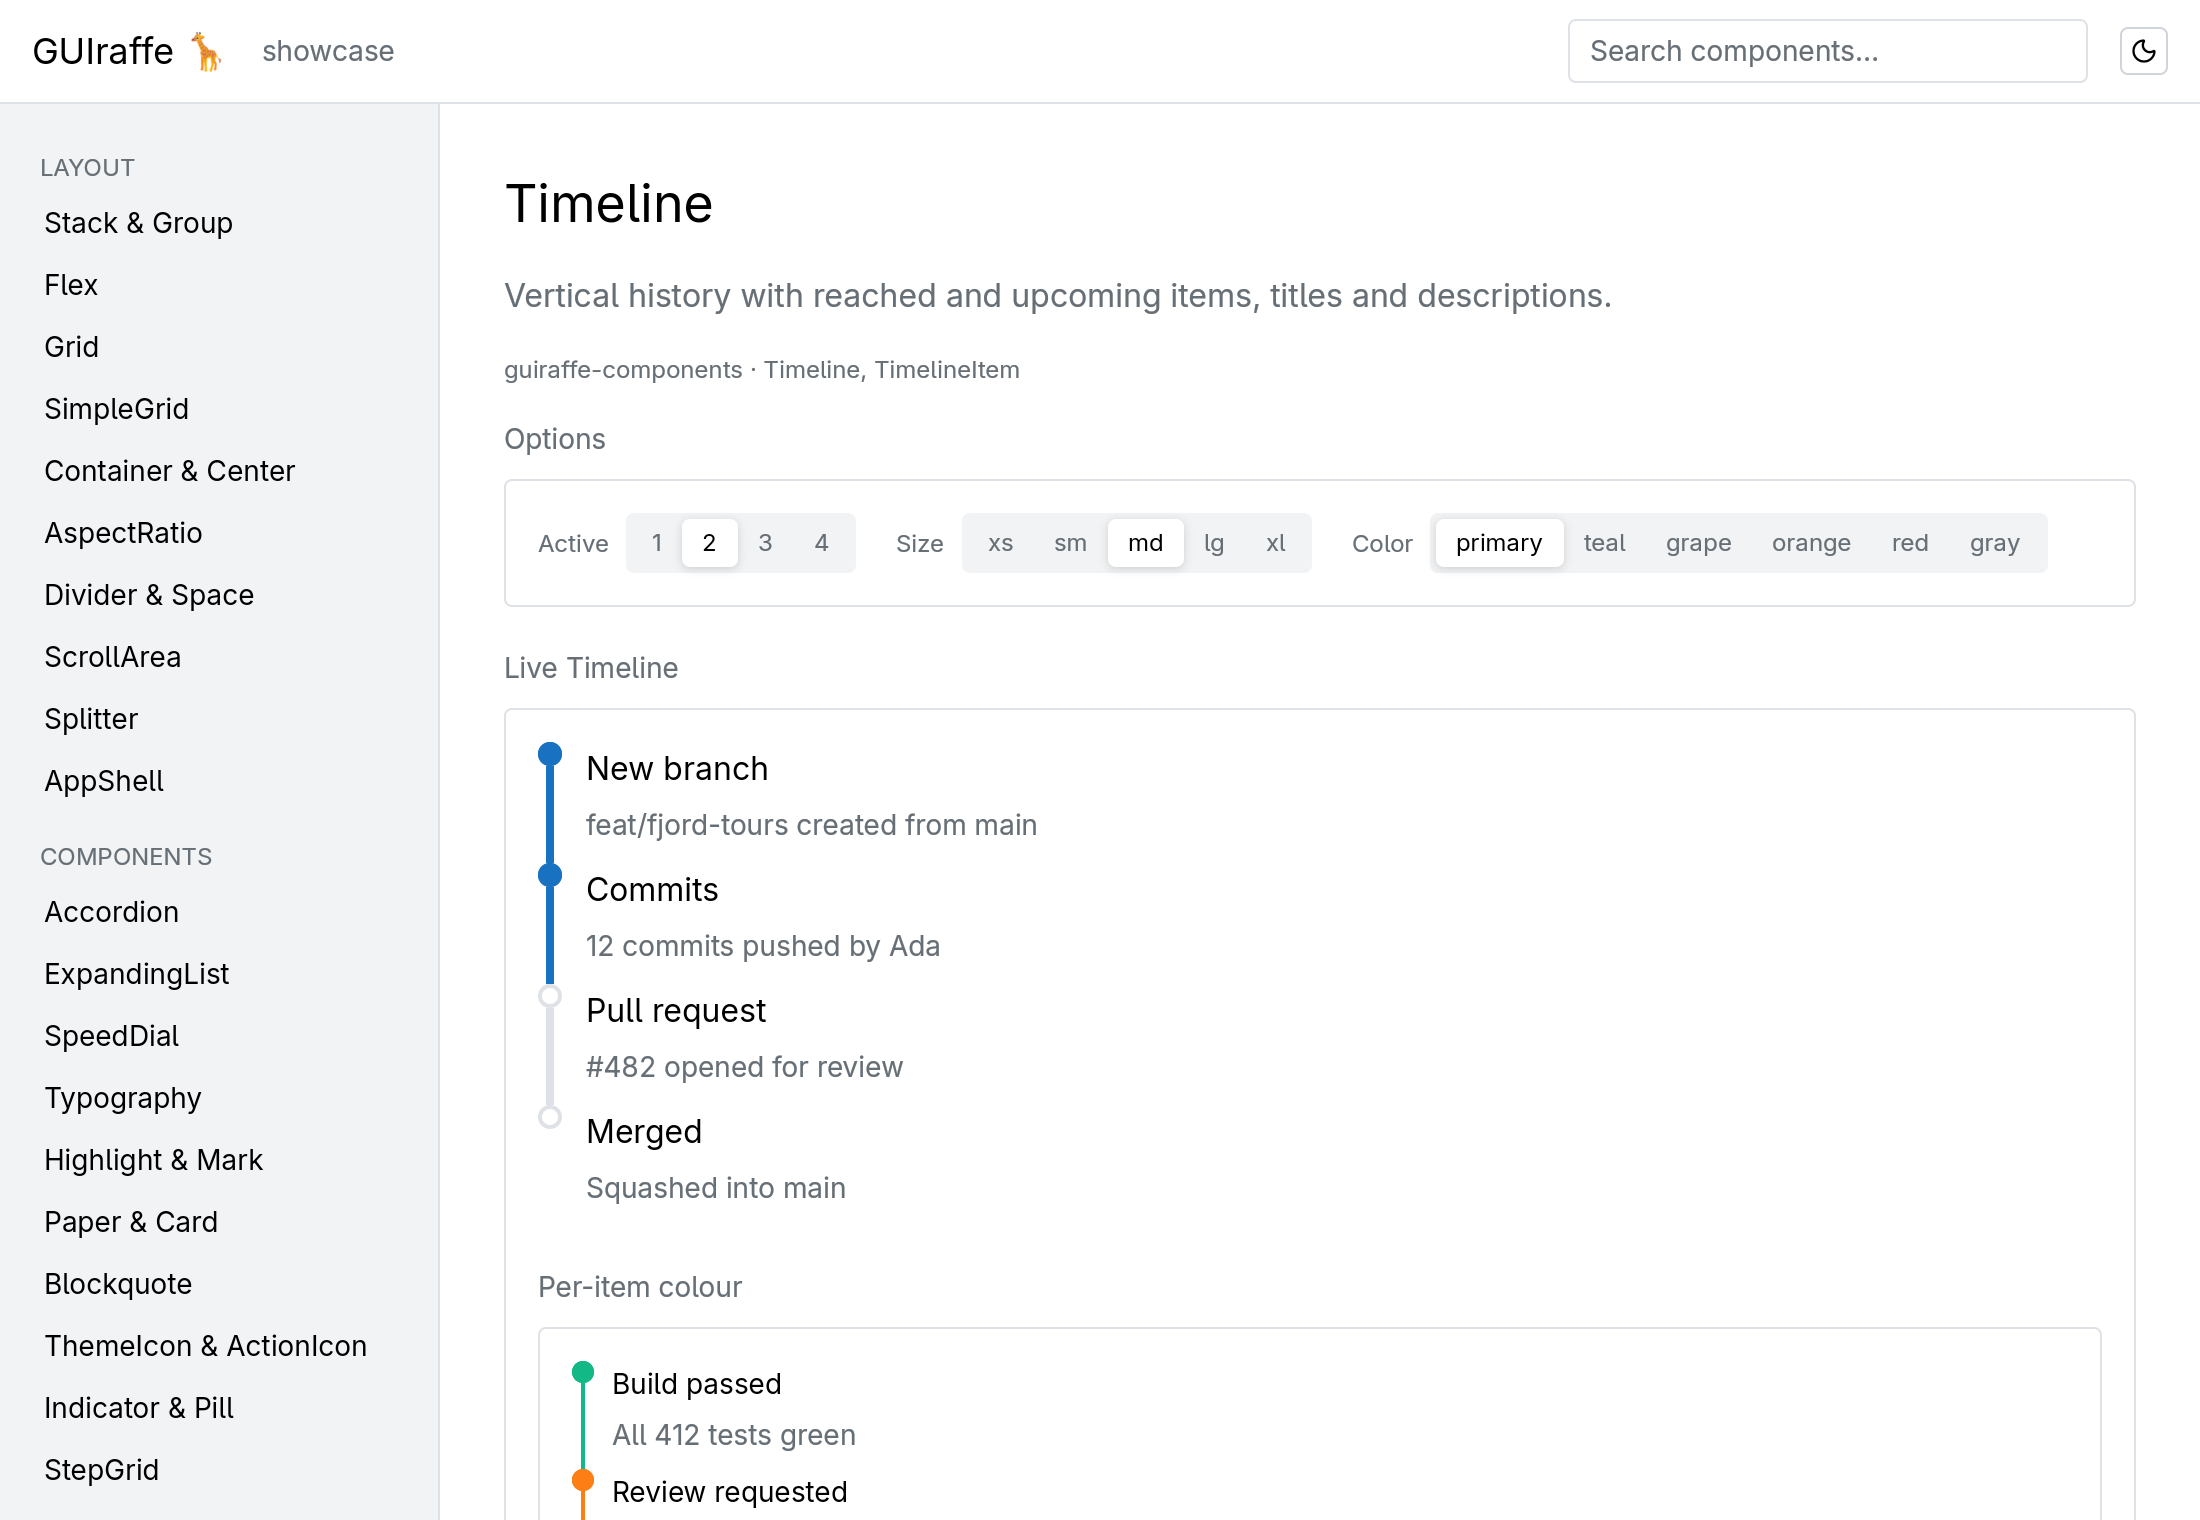 GUIraffe 🦒 showcase Search components...
LAYOUT
Stack & Group
Flex
Grid
SimpleGrid
Container & Center
AspectRatio
Divider & Space
ScrollArea
Splitter
AppShell
COMPONENTS
Accordion
ExpandingList
SpeedDial
Typography
Highlight & Mark
Paper & Card
Blockquote
ThemeIcon & ActionIcon
Indicator & Pill
StepGrid
Timeline
Vertical history with reached and upcoming items, titles and descriptions.
guiraffe-components · Timeline, TimelineItem
Options
Active 1 2 3 4 Size xs sm md lg xl Color primary teal grape orange red gray
Live Timeline
New branch
feat/fjord-tours created from main
Commits
12 commits pushed by Ada
Pull request
#482 opened for review
Merged
Squashed into main
Per-item colour
Build passed
All 412 tests green
Review requested